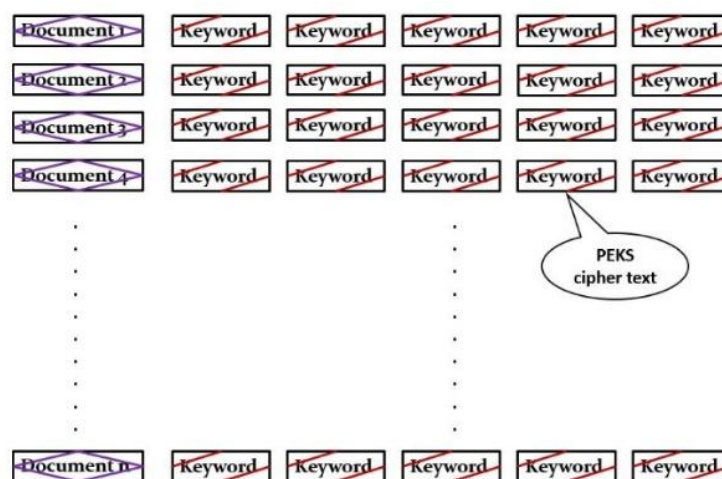 Document 1 Keyword Keyword Keyword Keyword Keyword
Document 2 Keyword Keyword Keyword Keyword Keyword
Document 3 Keyword Keyword Keyword Keyword Keyword
Document 4 Keyword Keyword Keyword Keyword Keyword
PEKS
cipher text
Document n Keyword Keyword Keyword Keyword Keyword